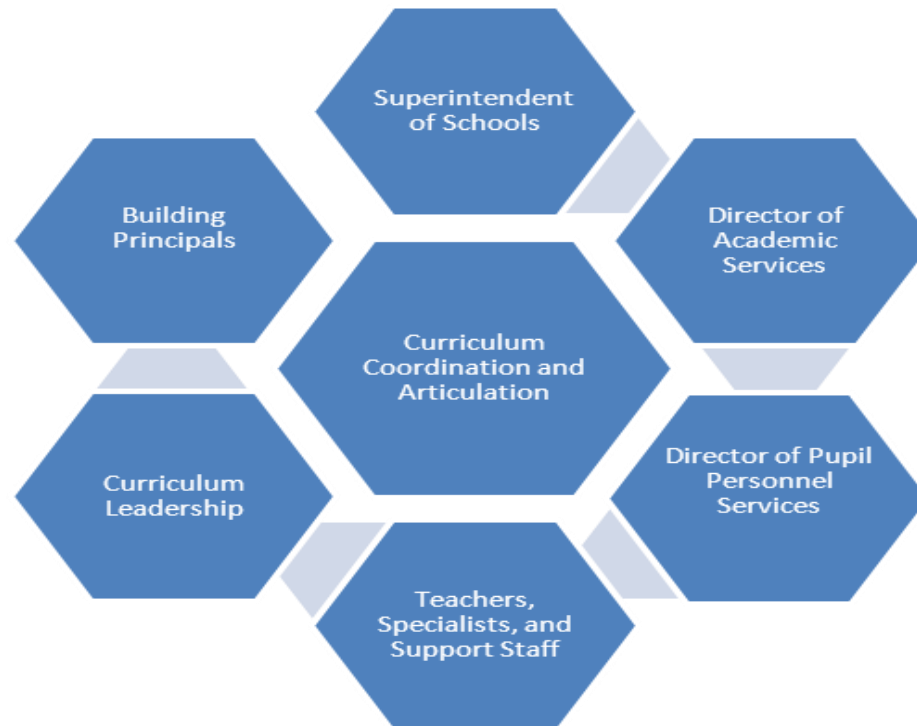 Superintendent
of Schools
Building
Principals
Director of
Academic
Services
Curriculum
Coordination and
Articulation
Curriculum
Leadership
Director of Pupil
Personnel
Services
Teachers,
Specialists, and
Support Staff